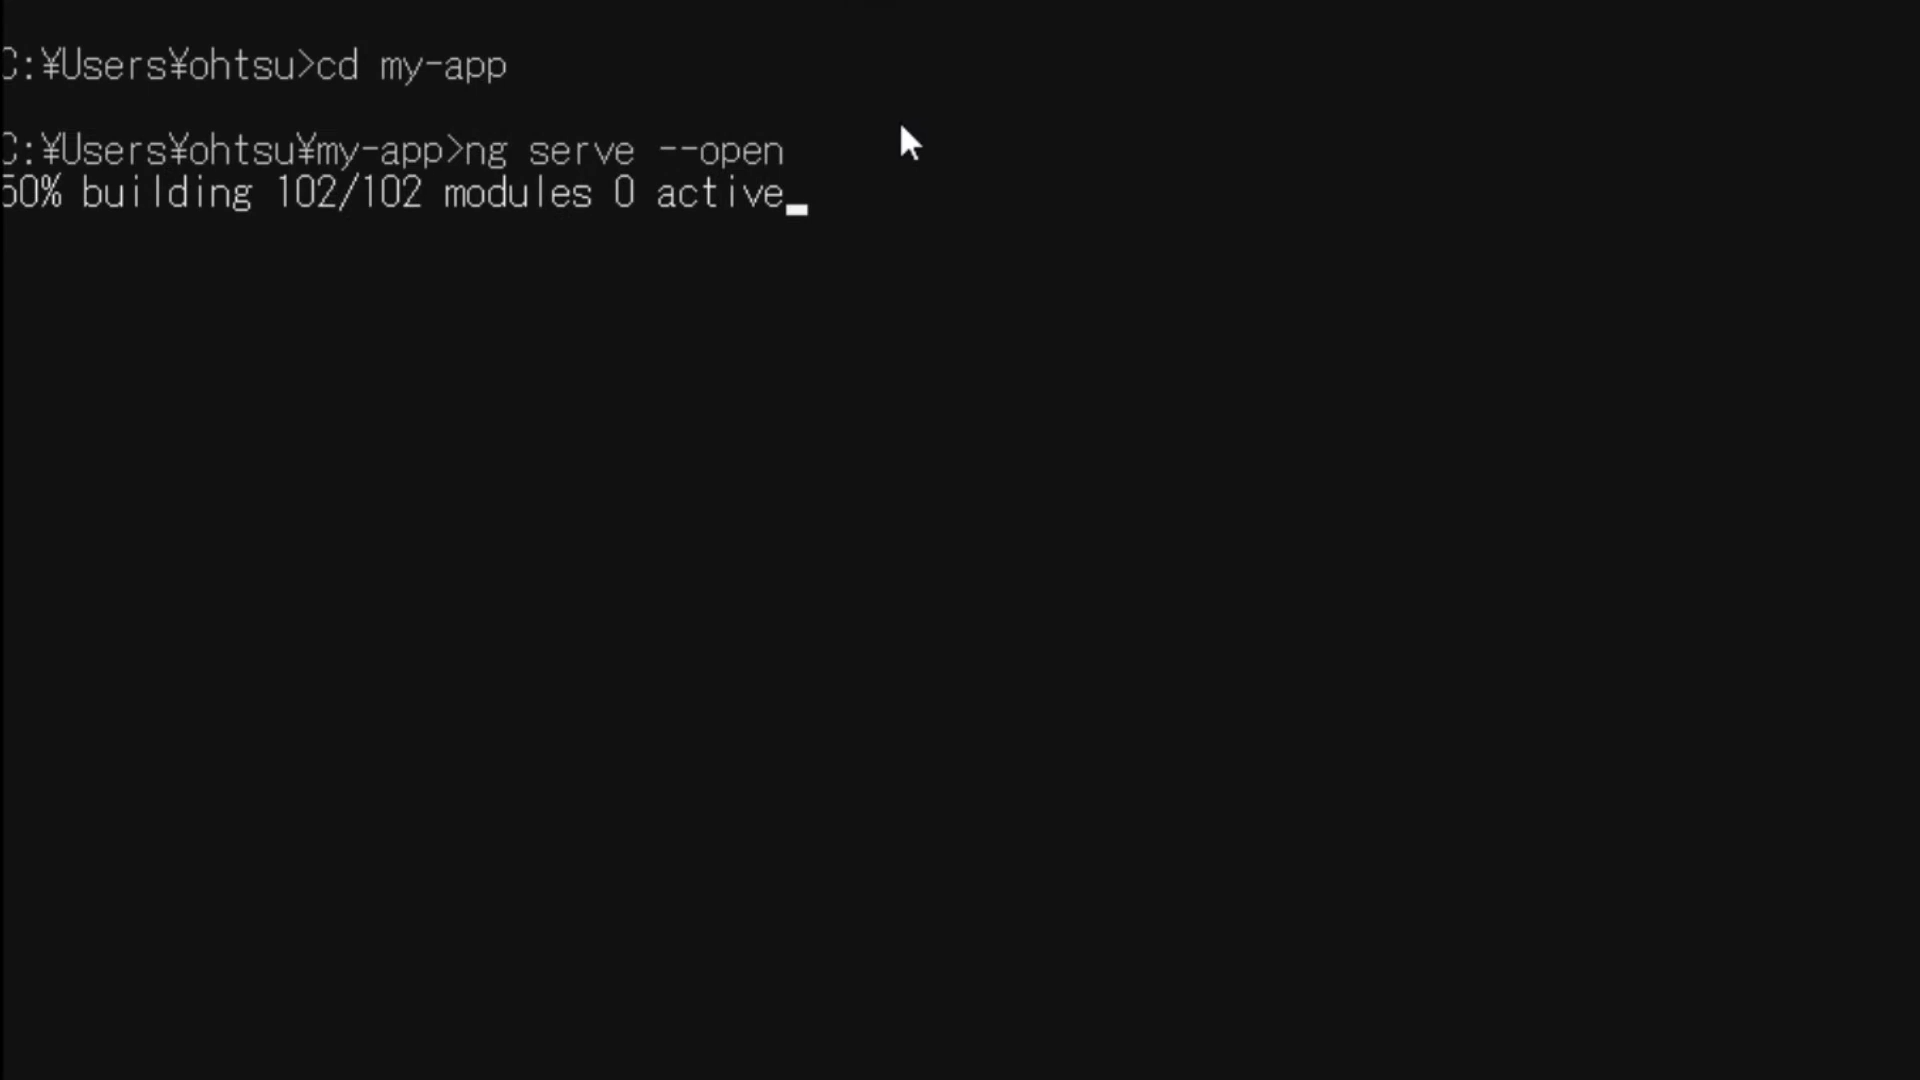 C:¥Users¥ohtsu>cd my-app
C:¥Users¥ohtsu¥my-app>ng serve --open
50% building 102/102 modules 0 active